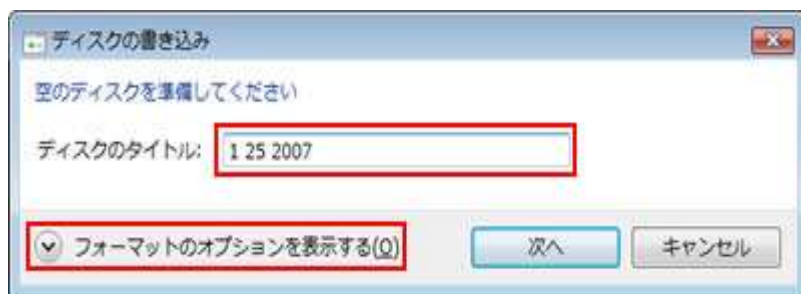 ディスクの書き込み
空のディスクを準備してください
ディスクのタイトル: 1 25 2007
フォーマットのオプションを表示する(O) 次へ キャンセル